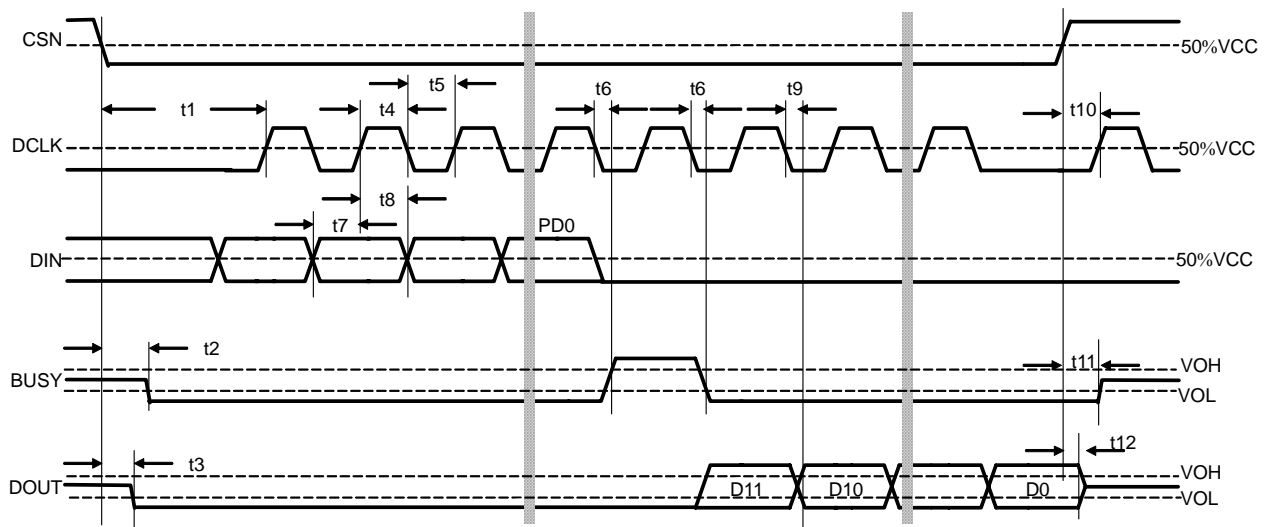 CSN
50%VCC
t5
t1
t4
t6
t6
t9
t10
DCLK
50%VCC
t8
t7
PD0
DIN
50%VCC
t2
t11
BUSY
VOH
VOL
t3
t12
DOUT
D11
D10
D0
VOH
VOL